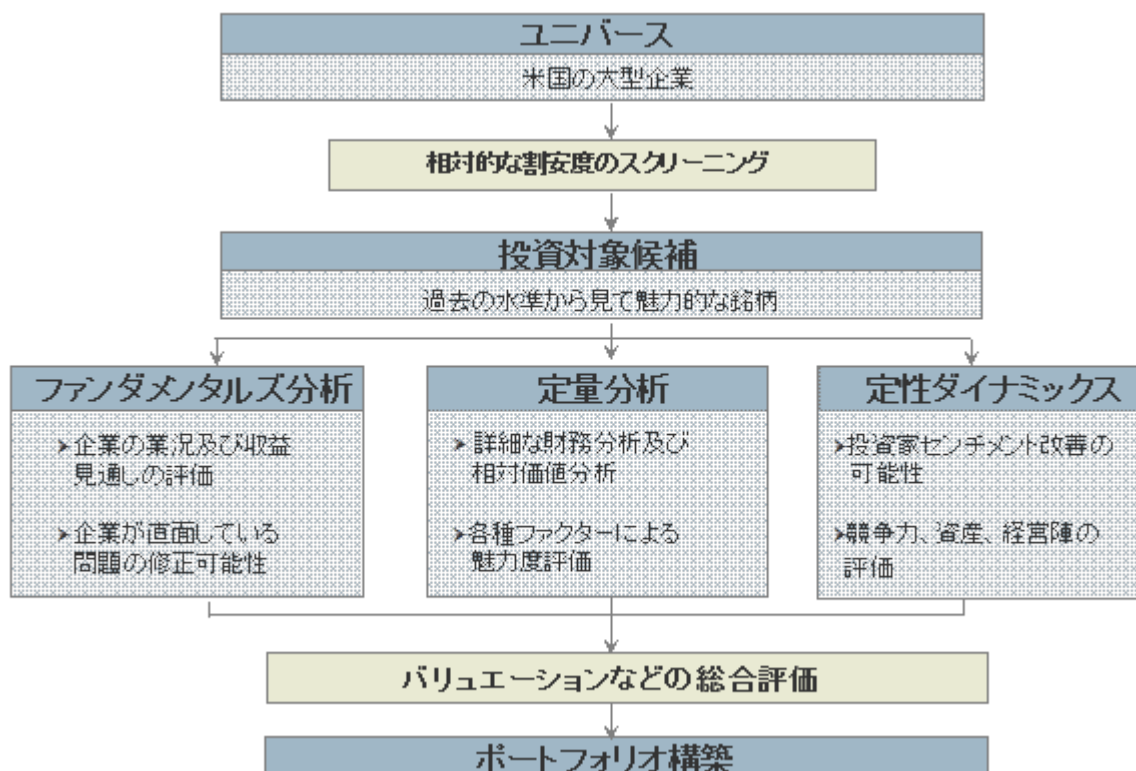 ユニバース
米国の大型企業
相対的な割安度のスクリーニング
投資対象候補
過去の水準から見て魅力的な銘柄
ファンダメンタルズ分析
➤企業の業況及び収益
見通しの評価
➤企業が直面している
問題の修正可能性
定量分析
➤詳細な財務分析及び
相対価値分析
➤各種ファクターによる
魅力度評価
定性ダイナミックス
➤投資家センチメント改善の
可能性
➤競争力、資産、経営陣の
評価
バリュエーションなどの総合評価
ポートフォリオ構築